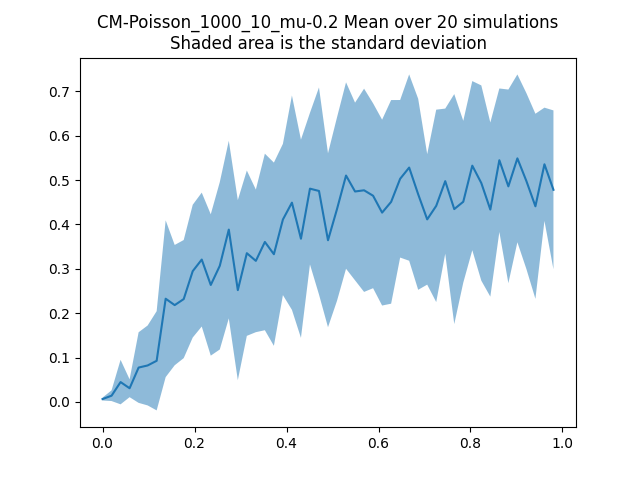 CM-Poisson_1000_10_mu-0.2 Mean over 20 simulations
Shaded area is the standard deviation
0.7
0.6
0.5
0.4
0.3
0.2
0.1
0.0
0.0 0.2 0.4 0.6 0.8 1.0